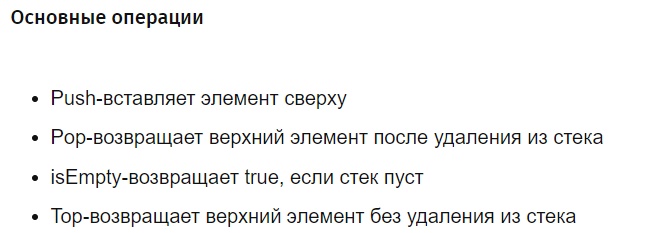 Основные операции
• Push-вставляет элемент сверху
• Pop-возвращает верхний элемент после удаления из стека
• isEmpty-возвращает true, если стек пуст
• Top-возвращает верхний элемент без удаления из стека